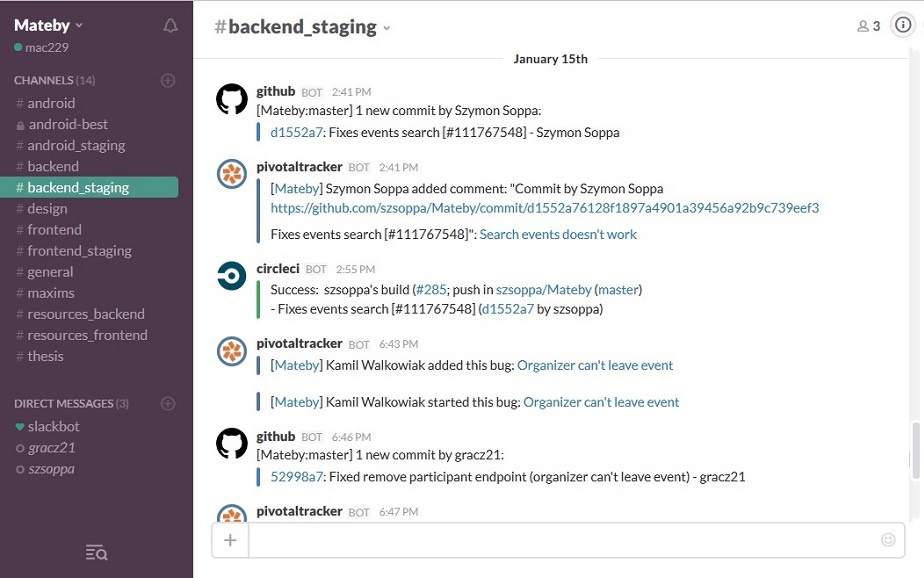 Mateby
mac229
CHANNELS (14)
# android
android-best
# android_staging
# backend
# backend_staging
# design
# frontend
# frontend_staging
# general
# maxims
# resources_backend
# resources_frontend
# thesis
DIRECT MESSAGES (3)
slackbot
gracz21
szsoppa
#backend_staging
3
January 15th
github BOT 2:41 PM
[Mateby:master] 1 new commit by Szymon Soppa:
d1552a7: Fixes events search [#111767548] - Szymon Soppa
pivotaltracker BOT 2:41 PM
[Mateby] Szymon Soppa added comment: "Commit by Szymon Soppa
https://github.com/szsoppa/Mateby/commit/d1552a76128f1897a4901a39456a92b9c739eef3
Fixes events search [#111767548]": Search events doesn't work
circleci BOT 2:55 PM
Success: szsoppa's build (#285; push in szsoppa/Mateby (master)
- Fixes events search [#111767548] (d1552a7 by szsoppa)
pivotaltracker BOT 6:43 PM
[Mateby] Kamil Walkowiak added this bug: Organizer can't leave event
[Mateby] Kamil Walkowiak started this bug: Organizer can't leave event
github BOT 6:46 PM
[Mateby:master] 1 new commit by gracz21:
52998a7: Fixed remove participant endpoint (organizer can't leave event) - gracz21
pivotaltracker BOT 6:47 PM